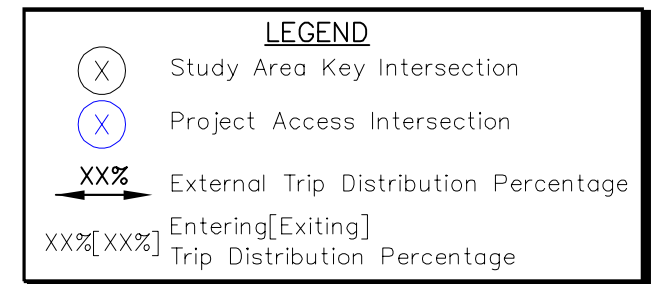 LEGEND
X Study Area Key Intersection
X Project Access Intersection
XX% External Trip Distribution Percentage
XX%[XX%] Entering[Exiting]
Trip Distribution Percentage